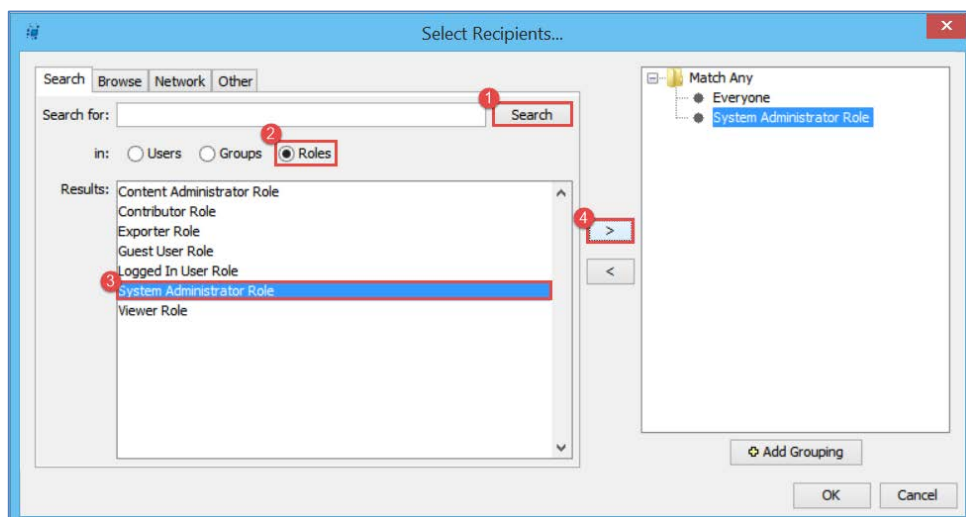 Select Recipients...
x
Search Browse Network Other
Search for:
1
Search
2
in: Users Groups Roles
Results:
Content Administrator Role
Contributor Role
Exporter Role
Guest User Role
Logged In User Role
3
System Administrator Role
Viewer Role
4
>
<
Match Any
Everyone
System Administrator Role
Add Grouping
OK Cancel